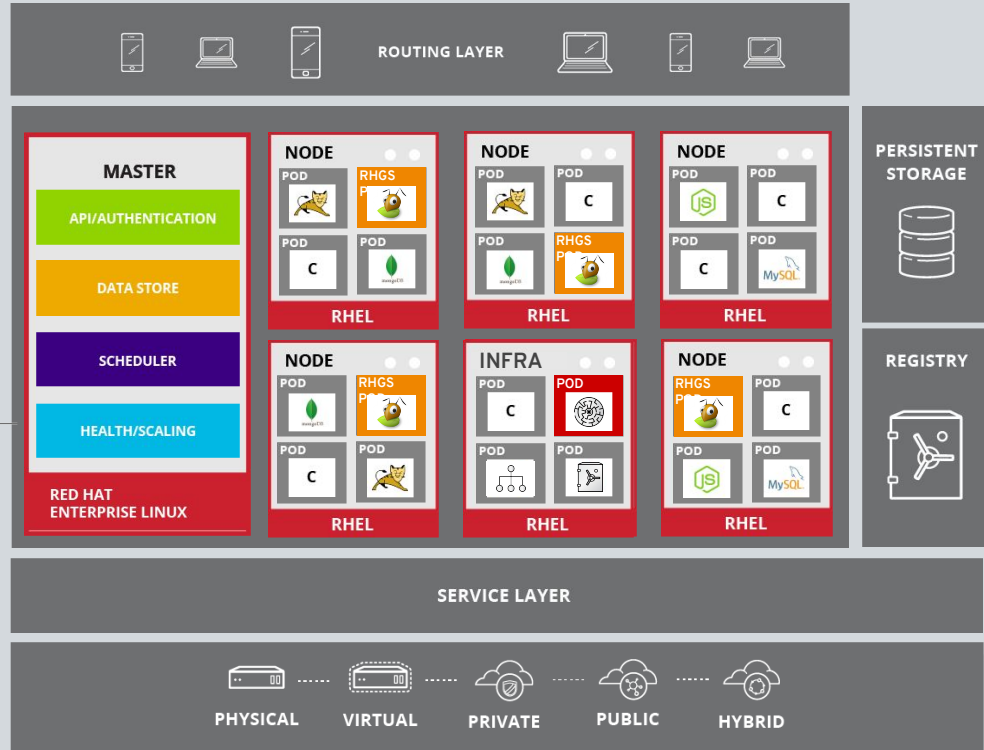 ROUTING LAYER
MASTER
API/AUTHENTICATION
DATA STORE
SCHEDULER
HEALTH/SCALING
RED HAT
ENTERPRISE LINUX
NODE
POD
RHGS
C
POD
POD
mongoDB
RHEL
NODE
POD
POD
C
POD
mongoDB
RHGS
RHEL
NODE
POD
JS
POD
C
POD
C
POD
MySQL
RHEL
NODE
POD
mongoDB
RHGS
POD
C
POD
RHEL
INFRA
POD
C
POD
POD
POD
RHEL
NODE
RHGS
POD
C
POD
JS
POD
MySQL
RHEL
PERSISTENT
STORAGE
REGISTRY
SERVICE LAYER
PHYSICAL
VIRTUAL
PRIVATE
PUBLIC
HYBRID